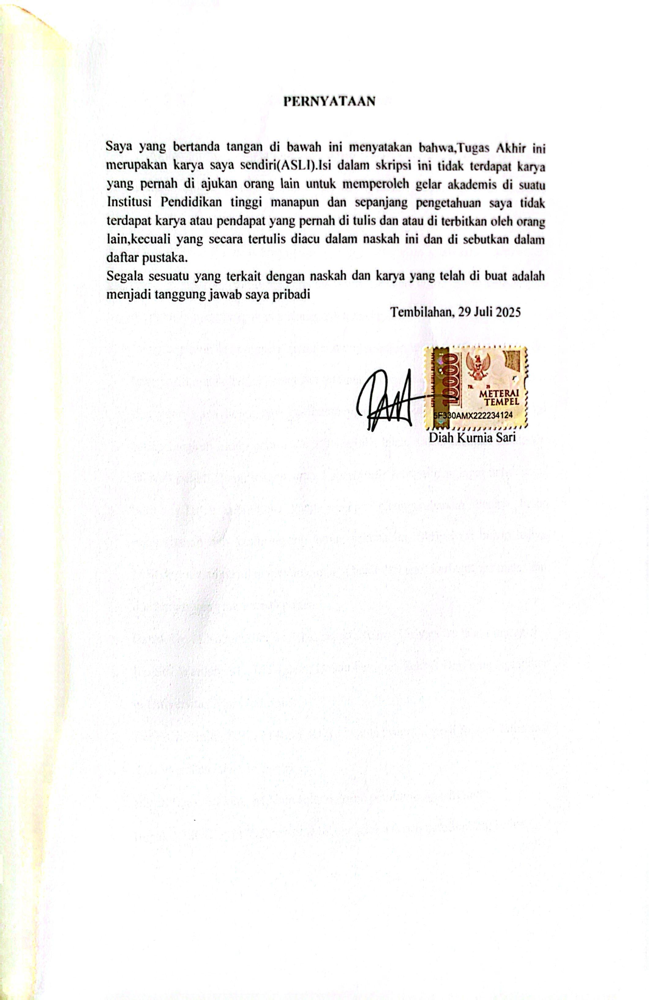 PERNYATAAN
Saya yang bertanda tangan di bawah ini menyatakan bahwa,Tugas Akhir ini
merupakan karya saya sendiri(ASLI).Isi dalam skripsi ini tidak terdapat karya
yang pernah di ajukan orang lain untuk memperoleh gelar akademis di suatu
Institusi Pendidikan tinggi manapun dan sepanjang pengetahuan saya tidak
terdapat karya atau pendapat yang pernah di tulis dan atau di terbitkan oleh orang
lain,kecuali yang secara tertulis diacu dalam naskah ini dan di sebutkan dalam
daftar pustaka.
Segala sesuatu yang terkait dengan naskah dan karya yang telah di buat adalah
menjadi tanggung jawab saya pribadi
Tembilahan, 29 Juli 2025
10000
TGL. 20
METERAI
TEMPEL
5F330AMX222234124
Diah Kurnia Sari